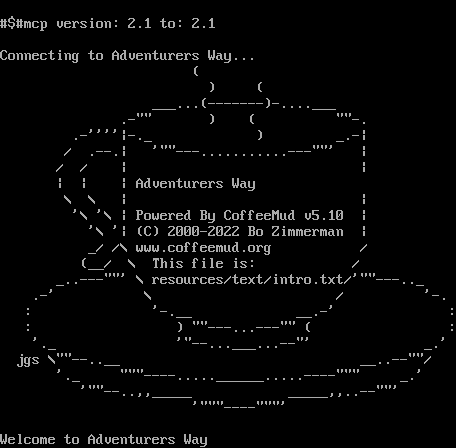 #$#mcp version: 2.1 to: 2.1
Connecting to Adventurers Way...
Adventurers Way
Powered By CoffeeMud v5.10
(C) 2000-2022 Bo Zimmerman
www.coffeemud.org
This file is:
resources/text/intro.txt
jgs
Welcome to Adventurers Way